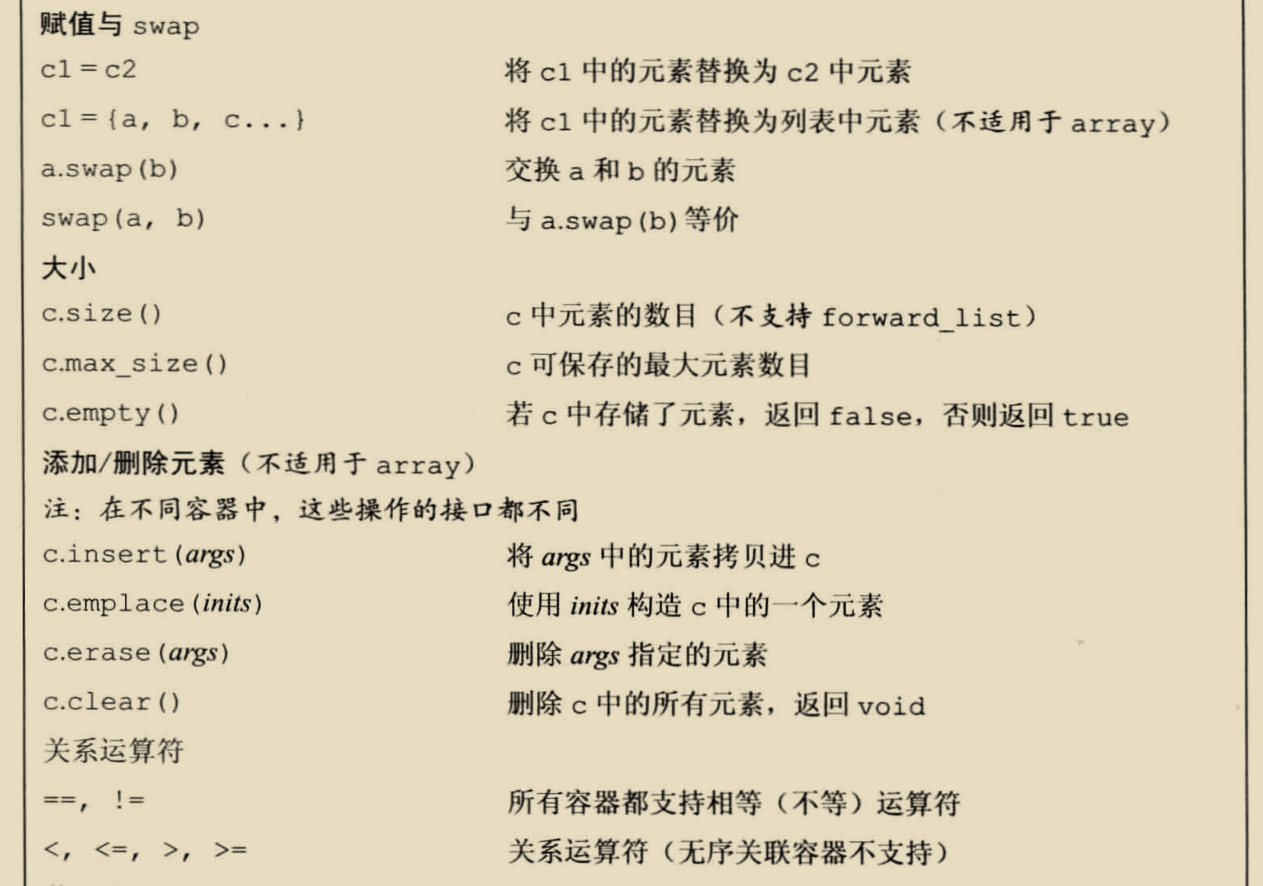 赋值与 swap
c1 = c2 将 c1 中的元素替换为 c2 中元素
c1 = {a, b, c...} 将 c1 中的元素替换为列表中元素（不适用于 array）
a.swap(b) 交换 a 和 b 的元素
swap(a, b) 与 a.swap(b) 等价
大小
c.size() c 中元素的数目（不支持 forward_list）
c.max_size() c 可保存的最大元素数目
c.empty() 若 c 中存储了元素，返回 false，否则返回 true
添加/删除元素（不适用于 array）
注：在不同容器中，这些操作的接口都不同
c.insert(args) 将 args 中的元素拷贝进 c
c.emplace(inits) 使用 inits 构造 c 中的一个元素
c.erase(args) 删除 args 指定的元素
c.clear() 删除 c 中的所有元素，返回 void
关系运算符
==, != 所有容器都支持相等（不等）运算符
<, <=, >, >= 关系运算符（无序关联容器不支持）